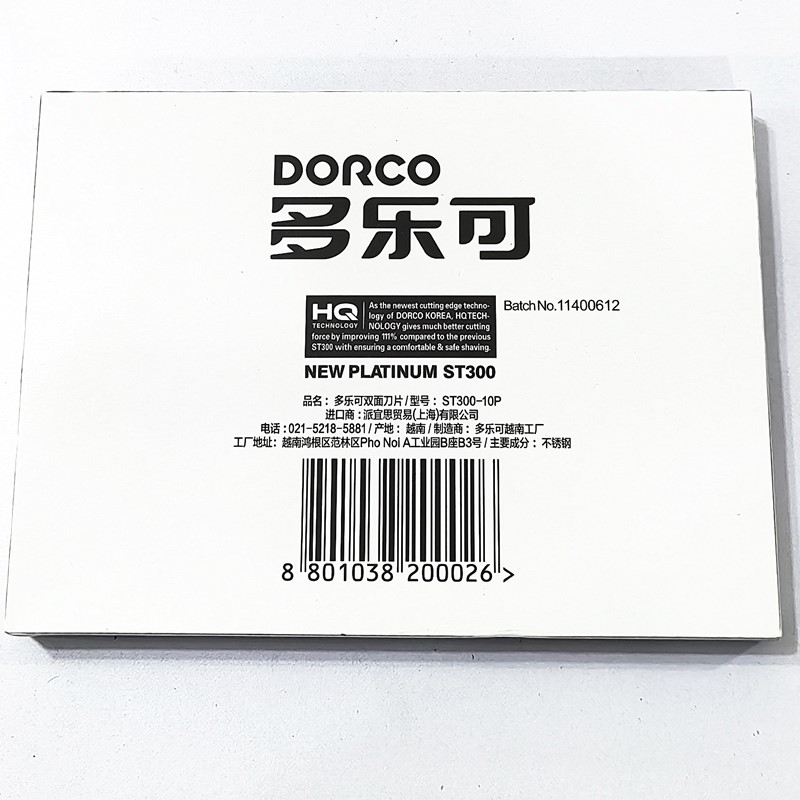 DORCO
多乐可
HQ TECHNOLOGY
As the newest cutting edge techno-
logy of DORCO KOREA, HQTECH-
NOLOGY gives much better cutting
force by improving 111% compared to the previous
ST300 with ensuring a comfortable & safe shaving.
Batch No.11400612
NEW PLATINUM ST300
品名：多乐可双面刀片/型号：ST300-10P
进口商：派宜思贸易(上海)有限公司
电话:021-5218-5881/产地：越南/制造商：多乐可越南工厂
工厂地址：越南鸿根区范林区Pho Noi A工业园B座B3号/主要成分：不锈钢
8 801038 200026 >